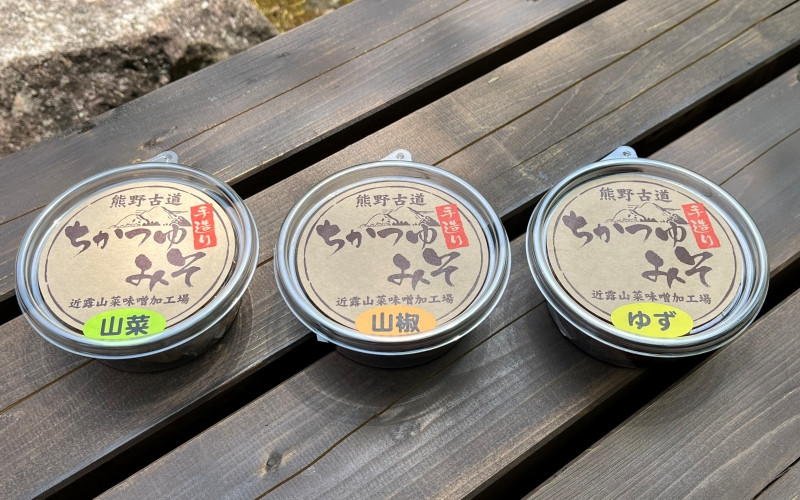 熊野古道
手造り
ちかつゆ
みそ
近露山菜味噌加工場
山菜
熊野古道
手造り
ちかつゆ
みそ
近露山菜味噌加工場
山椒
熊野古道
手造り
ちかつゆ
みそ
近露山菜味噌加工場
ゆず